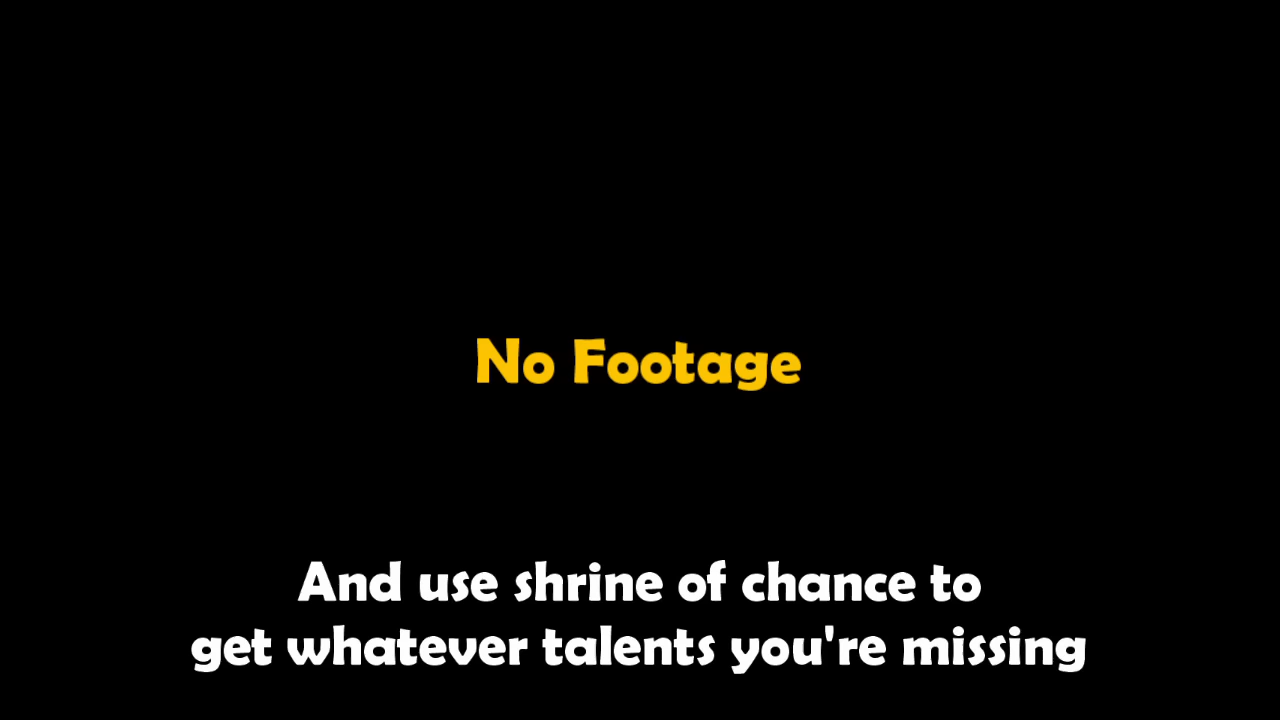 No Footage
And use shrine of chance to
get whatever talents you're missing